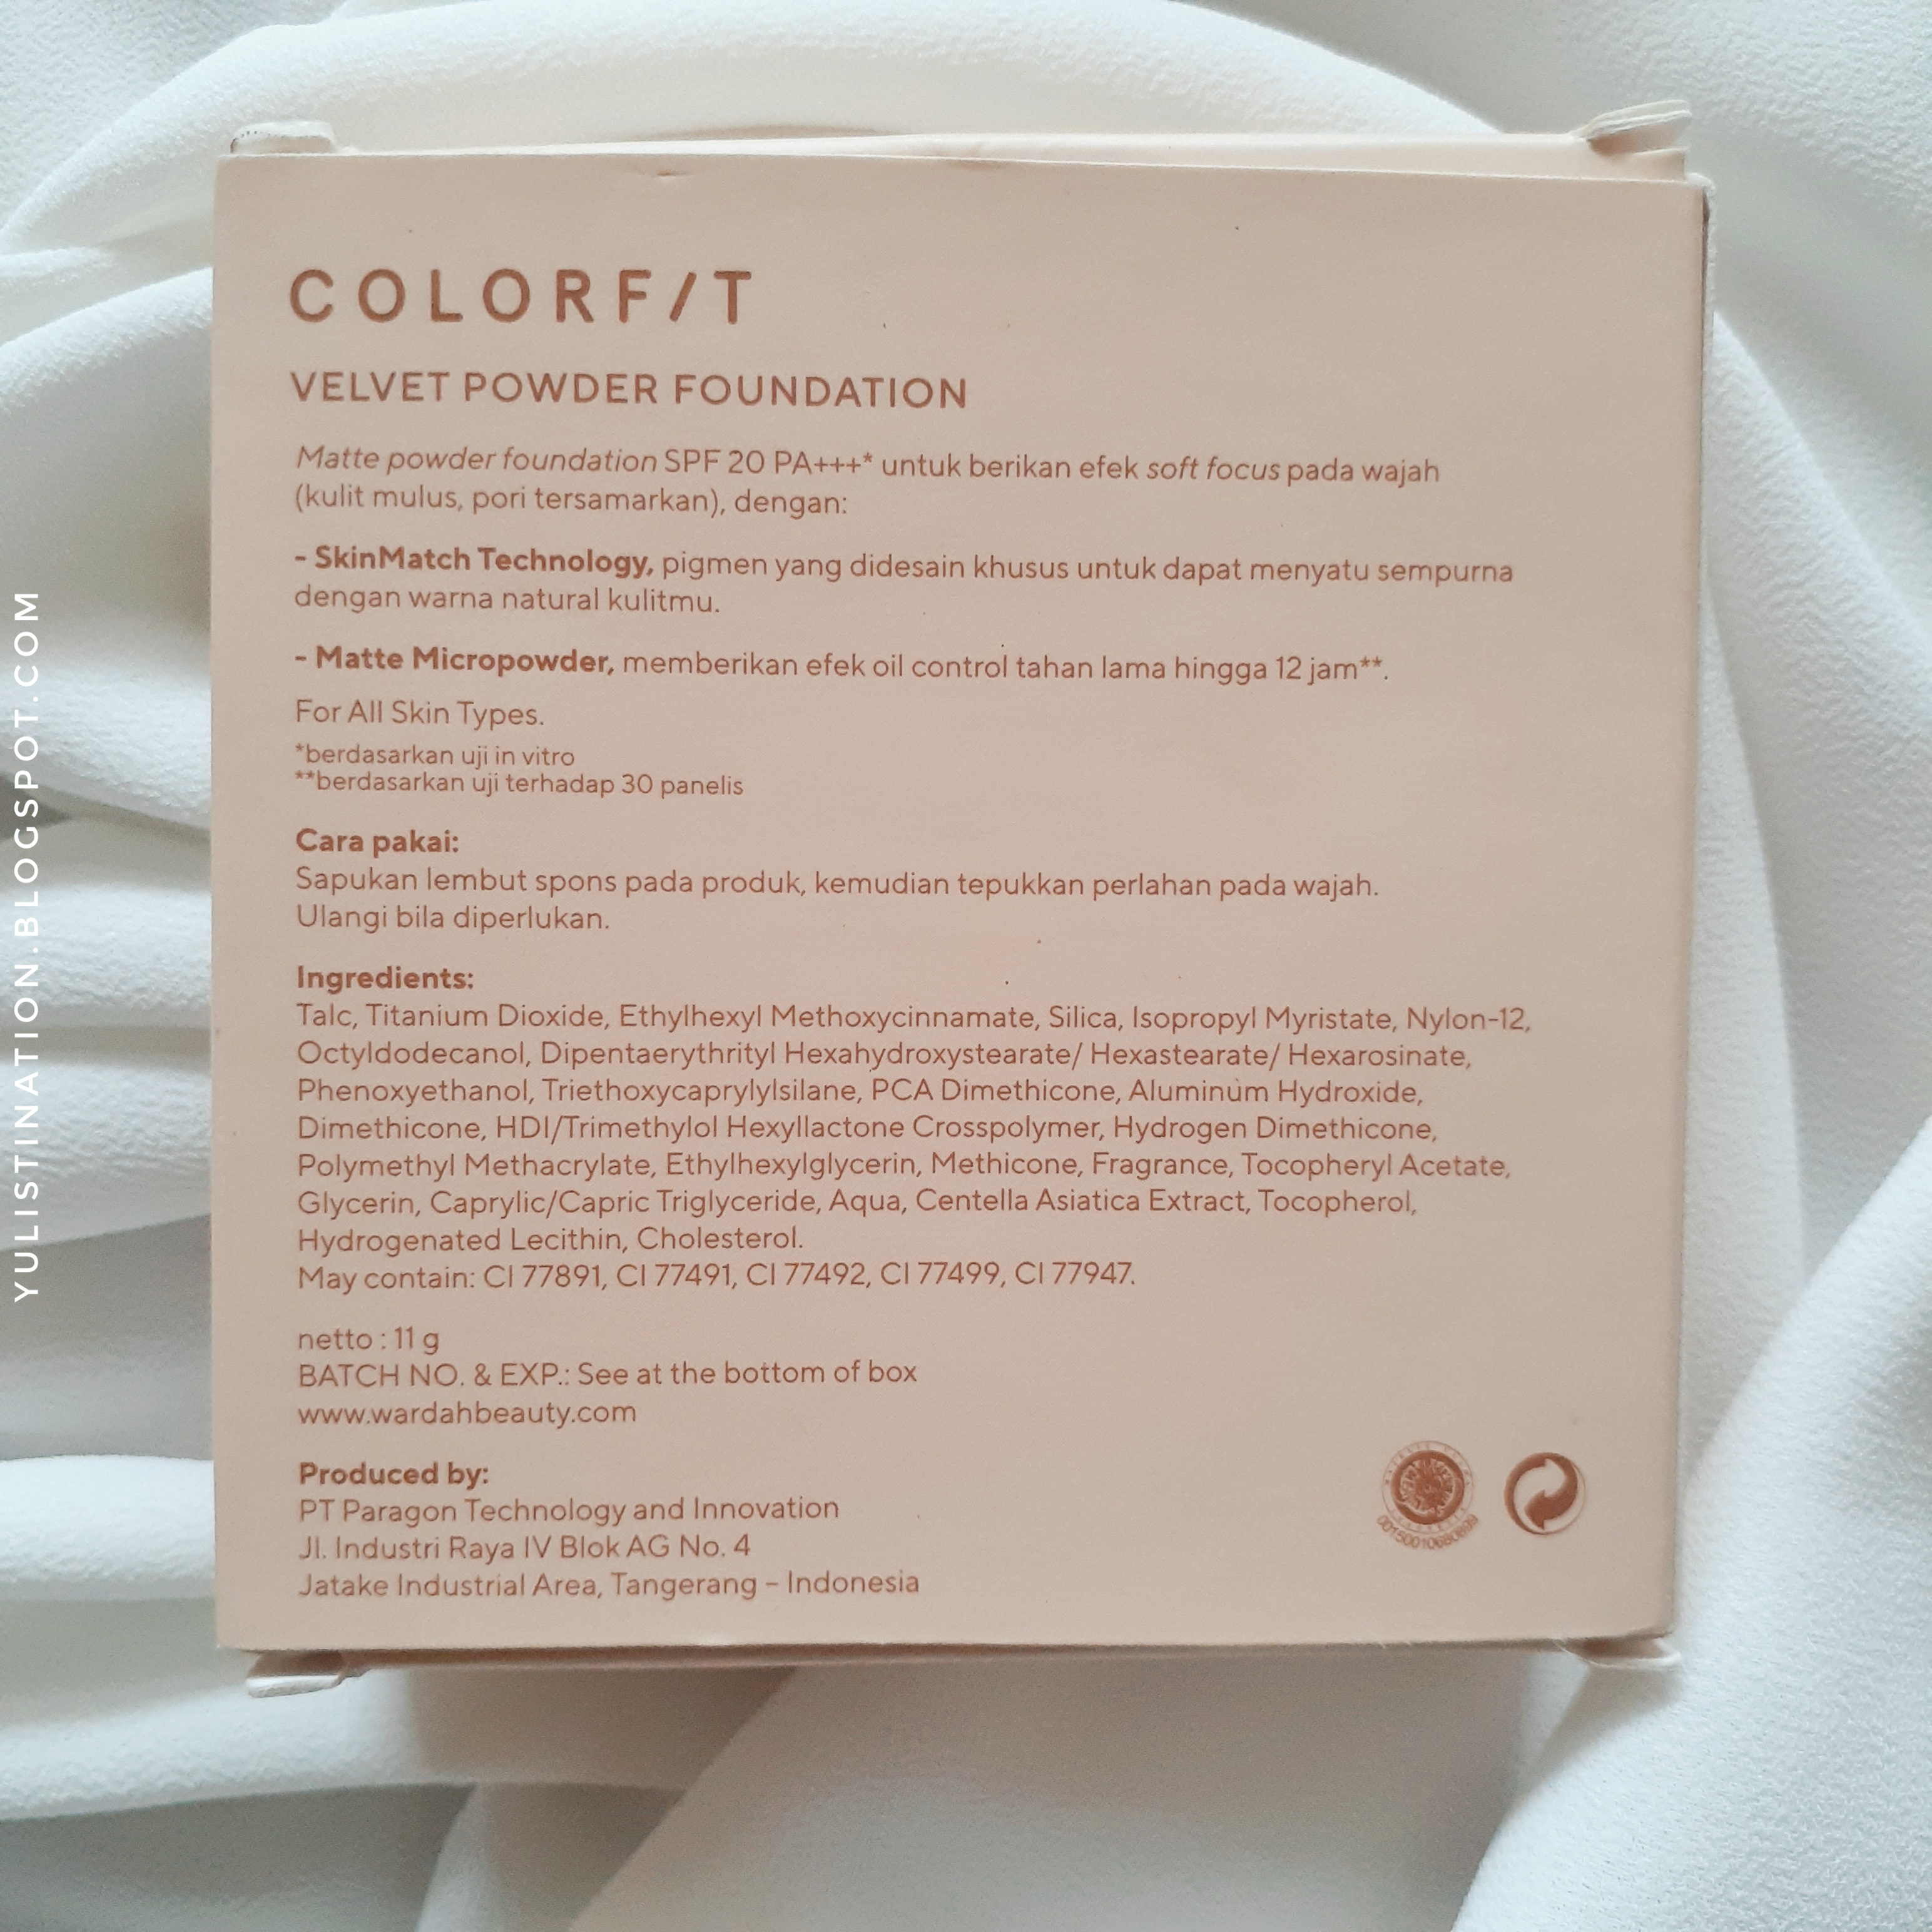 COLORF/T
VELVET POWDER FOUNDATION
Matte powder foundation SPF 20 PA+++* untuk berikan efek soft focus pada wajah
(kulit mulus, pori tersamarkan), dengan:
- SkinMatch Technology, pigmen yang didesain khusus untuk dapat menyatu sempurna
dengan warna natural kulitmu.
- Matte Micropowder, memberikan efek oil control tahan lama hingga 12 jam**.
For All Skin Types.
*berdasarkan uji in vitro
**berdasarkan uji terhadap 30 panelis
Cara pakai:
Sapukan lembut spons pada produk, kemudian tepukkan perlahan pada wajah.
Ulangi bila diperlukan.
Ingredients:
Talc, Titanium Dioxide, Ethylhexyl Methoxycinnamate, Silica, Isopropyl Myristate, Nylon-12,
Octyldodecanol, Dipentaerythrityl Hexahydroxystearate/ Hexastearate/ Hexarosinate,
Phenoxyethanol, Triethoxycaprylylsilane, PCA Dimethicone, Aluminum Hydroxide,
Dimethicone, HDI/Trimethylol Hexyllactone Crosspolymer, Hydrogen Dimethicone,
Polymethyl Methacrylate, Ethylhexylglycerin, Methicone, Fragrance, Tocopheryl Acetate,
Glycerin, Caprylic/Capric Triglyceride, Aqua, Centella Asiatica Extract, Tocopherol,
Hydrogenated Lecithin, Cholesterol.
May contain: CI 77891, CI 77491, CI 77492, CI 77499, CI 77947.
netto : 11 g
BATCH NO. & EXP.: See at the bottom of box
www.wardahbeauty.com
Produced by:
PT Paragon Technology and Innovation
Jl. Industri Raya IV Blok AG No. 4
Jatake Industrial Area, Tangerang – Indonesia
YULISTINATION.BLOGSPOT.COM